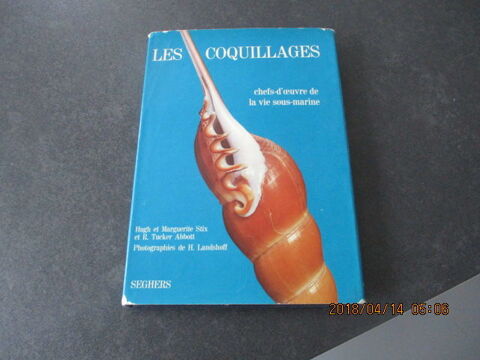 LES COQUILLAGES
chefs-d'œuvre de
la vie sous-marine
Hugh et Marguerite Stix
et R. Tucker Abbott
Photographies de H. Landshoff
SEGHERS
2018/04/14 06:06